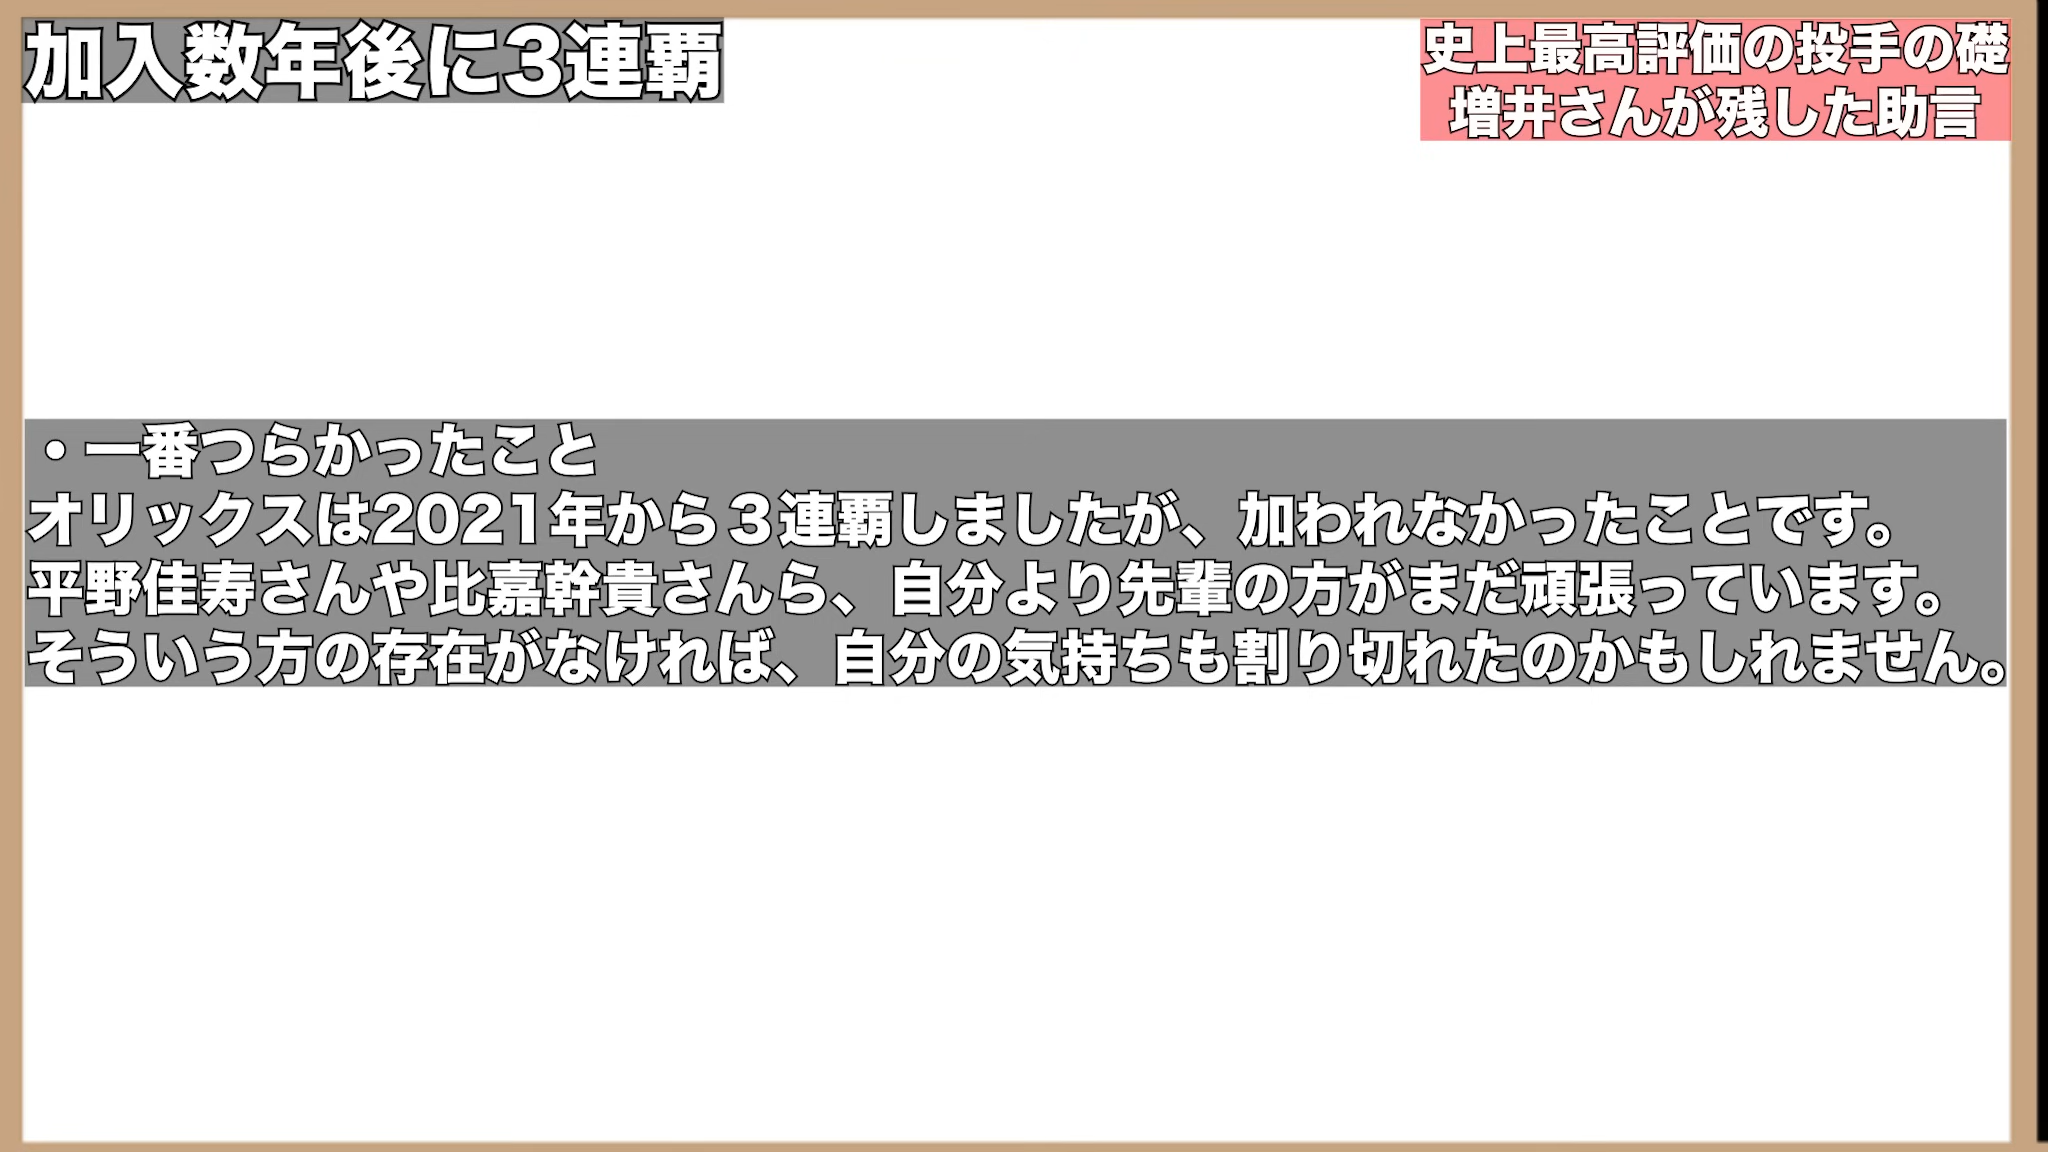 加入数年後に3連覇
史上最高評価の投手の礎
増井さんが残した助言
・一番つらかったこと
オリックスは2021年から３連覇しましたが、加われなかったことです。
平野佳寿さんや比嘉幹貴さんら、自分より先輩の方がまだ頑張っています。
そういう方の存在がなければ、自分の気持ちも割り切れたのかもしれません。